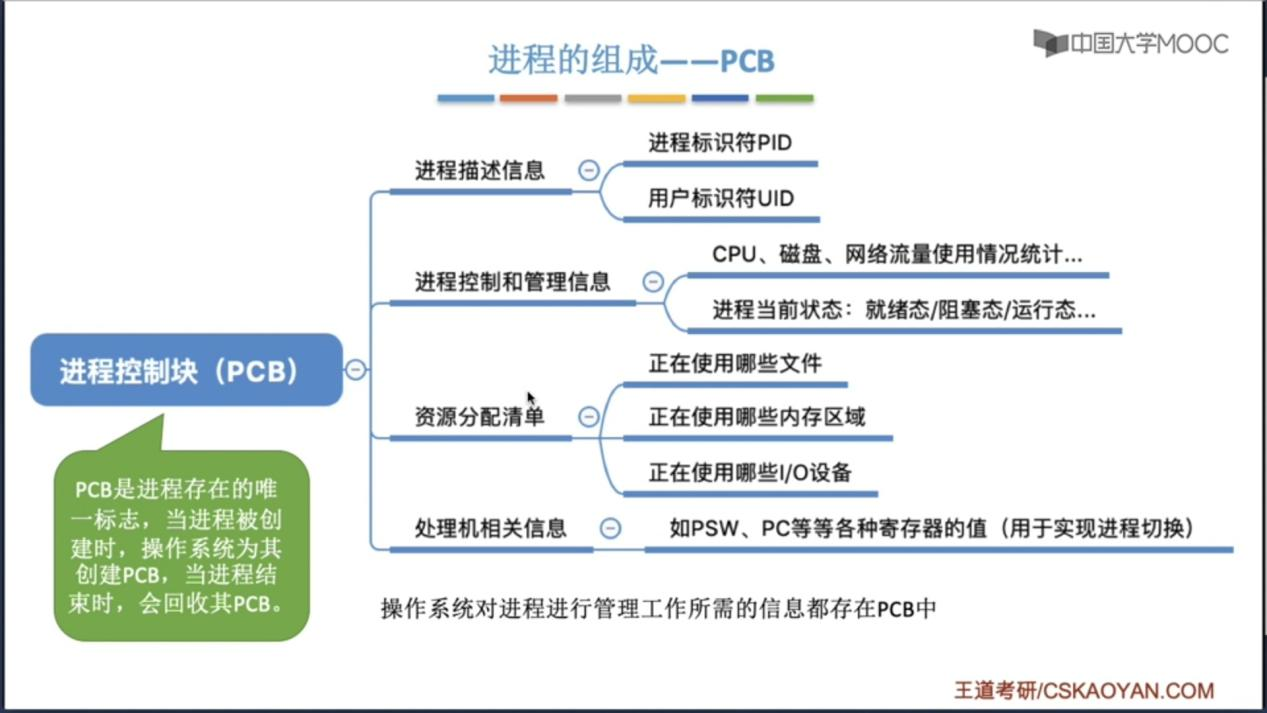 中国大学MOOC
进程的组成——PCB
进程标识符PID
进程描述信息
用户标识符UID
CPU、磁盘、网络流量使用情况统计...
进程控制和管理信息
进程当前状态：就绪态/阻塞态/运行态...
进程控制块（PCB）
正在使用哪些文件
资源分配清单
正在使用哪些内存区域
正在使用哪些I/O设备
处理机相关信息
如PSW、PC等等各种寄存器的值（用于实现进程切换）
PCB是进程存在的唯
一标志，当进程被创
建时，操作系统为其
创建PCB，当进程结
束时，会回收其PCB。
操作系统对进程进行管理工作所需的信息都存在PCB中
王道考研/CSKAOYAN.COM